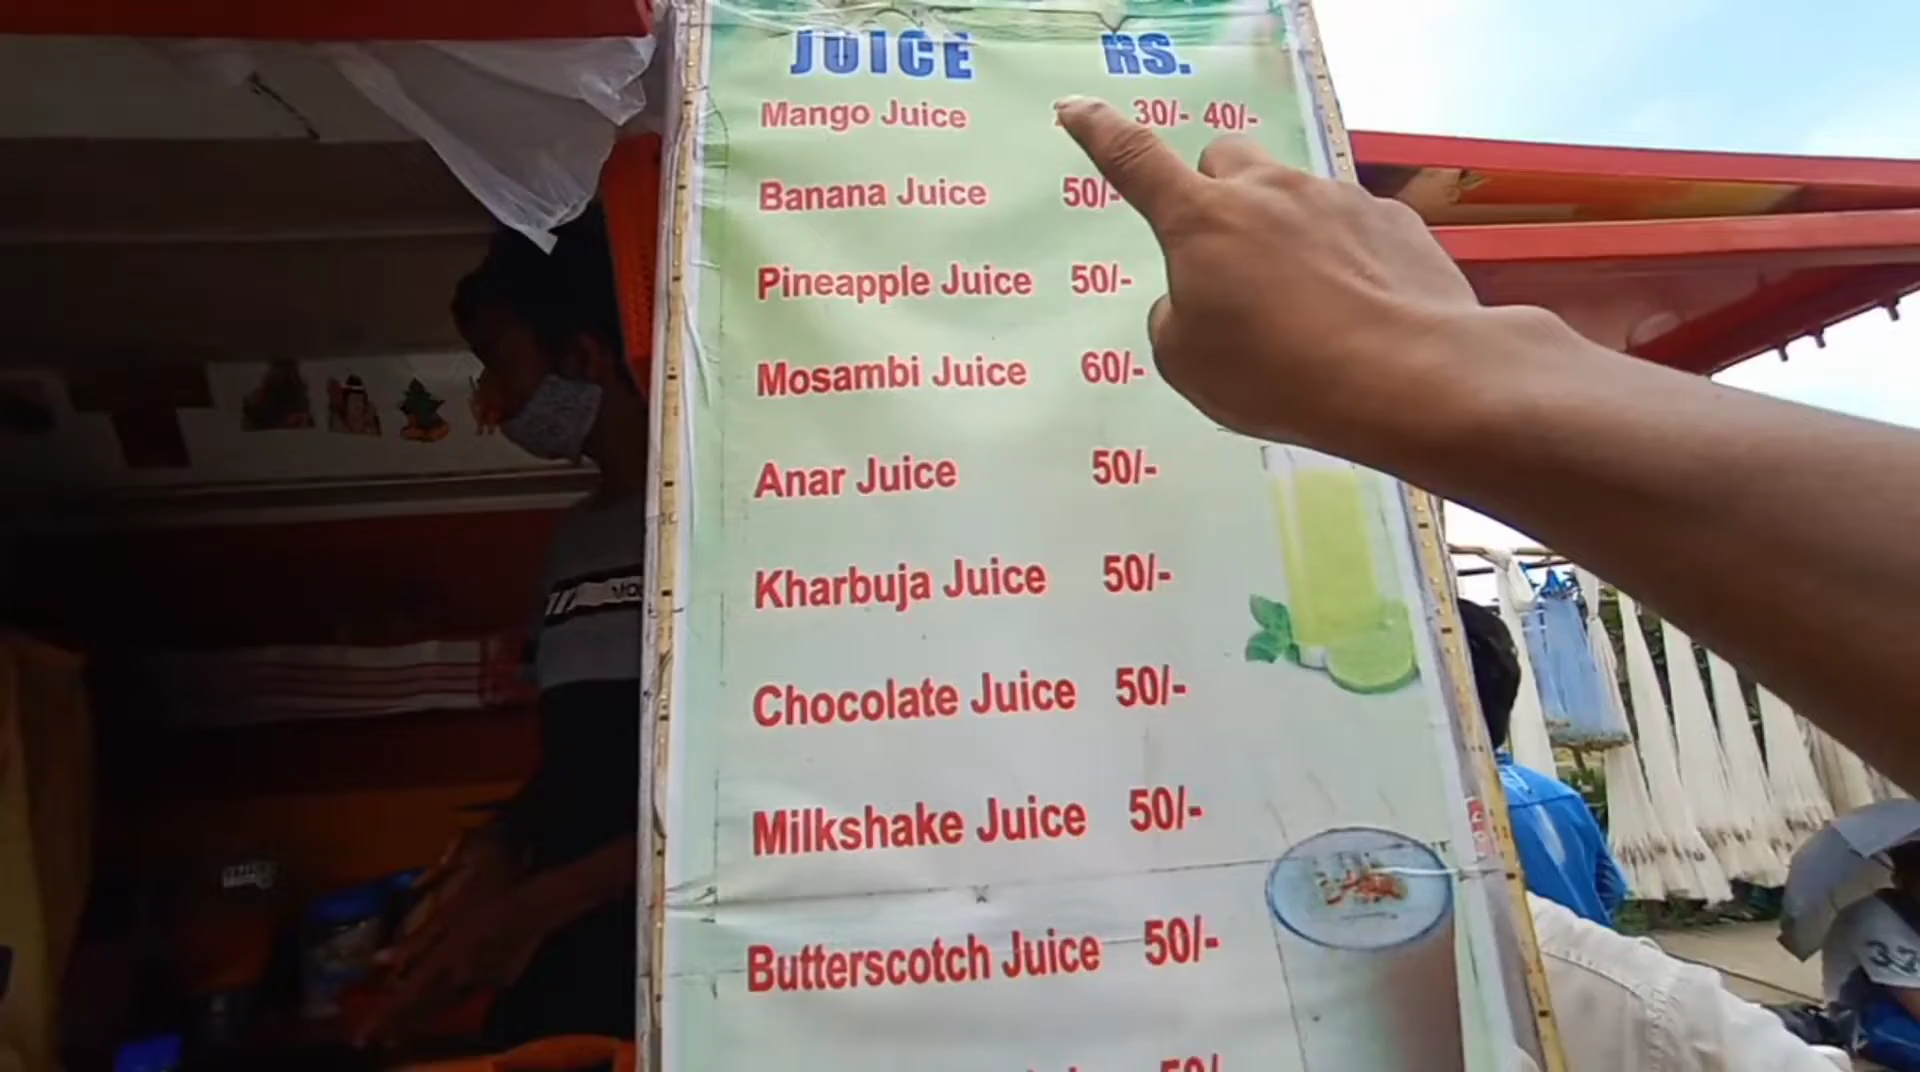 JUICE RS.
Mango Juice 30/- 40/-
Banana Juice 50/-
Pineapple Juice 50/-
Mosambi Juice 60/-
Anar Juice 50/-
Kharbuja Juice 50/-
Chocolate Juice 50/-
Milkshake Juice 50/-
Butterscotch Juice 50/-
50/